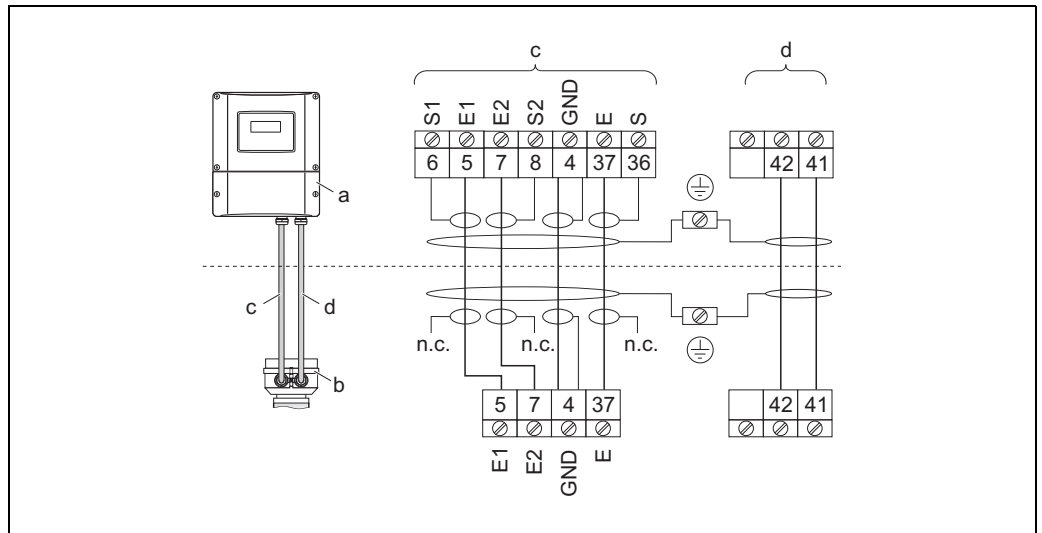 c d
S1 E1 E2 S2 GND E S
6 5 7 8 4 37 36 42 41
a
c d
n.c. n.c. n.c.
b
5 7 4 37 42 41
E1 E2 GND E